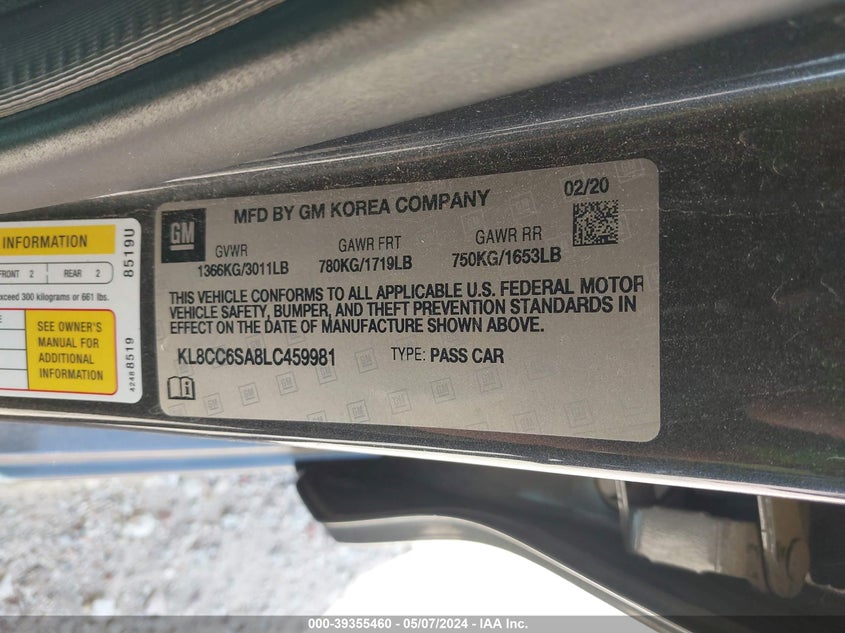 INFORMATION
FRONT 2 REAR 2
exceed 300 kilograms or 661 lbs.
SEE OWNER'S
MANUAL FOR
ADDITIONAL
INFORMATION
8519U
42488519
GM
MFD BY GM KOREA COMPANY
02/20
GVWR GAWR FRT GAWR RR
1366KG/3011LB 780KG/1719LB 750KG/1653LB
THIS VEHICLE CONFORMS TO ALL APPLICABLE U.S. FEDERAL MOTOR
VEHICLE SAFETY, BUMPER, AND THEFT PREVENTION STANDARDS IN
EFFECT ON THE DATE OF MANUFACTURE SHOWN ABOVE.
KL8CC6SA8LC459981 TYPE: PASS CAR
000-39355460 - 05/07/2024 - IAA Inc.